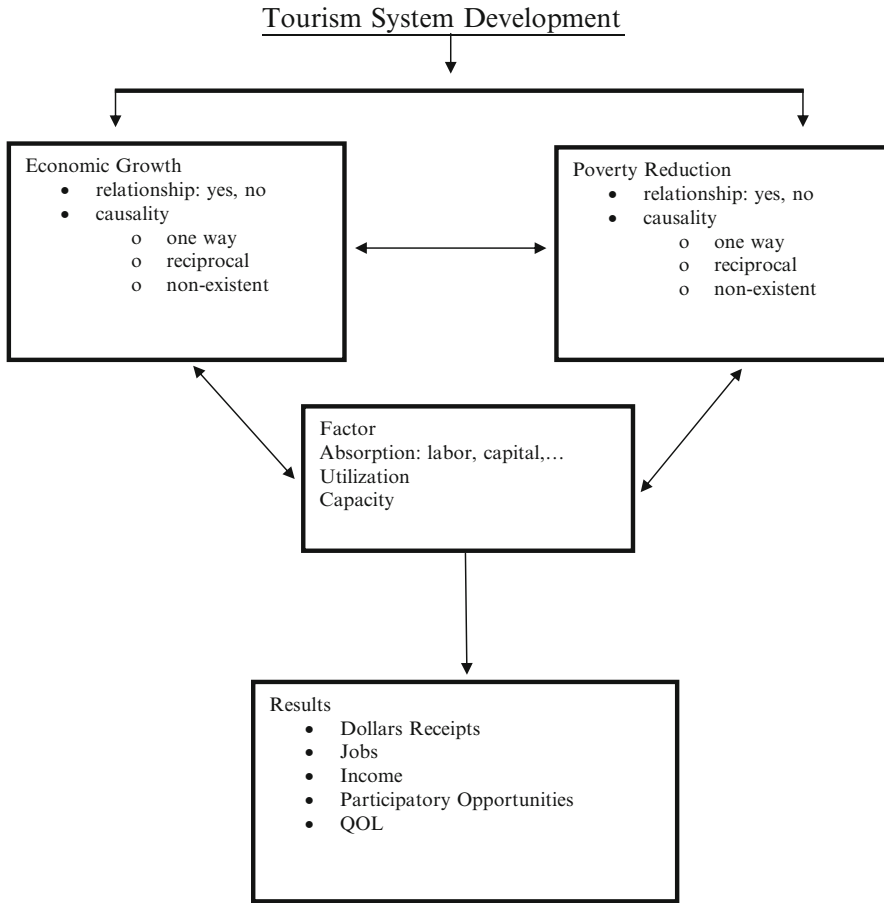 Tourism System Development
Economic Growth
• relationship: yes, no
• causality
o one way
o reciprocal
o non-existent
Poverty Reduction
• relationship: yes, no
• causality
o one way
o reciprocal
o non-existent
Factor
Absorption: labor, capital,...
Utilization
Capacity
Results
• Dollars Receipts
• Jobs
• Income
• Participatory Opportunities
• QOL